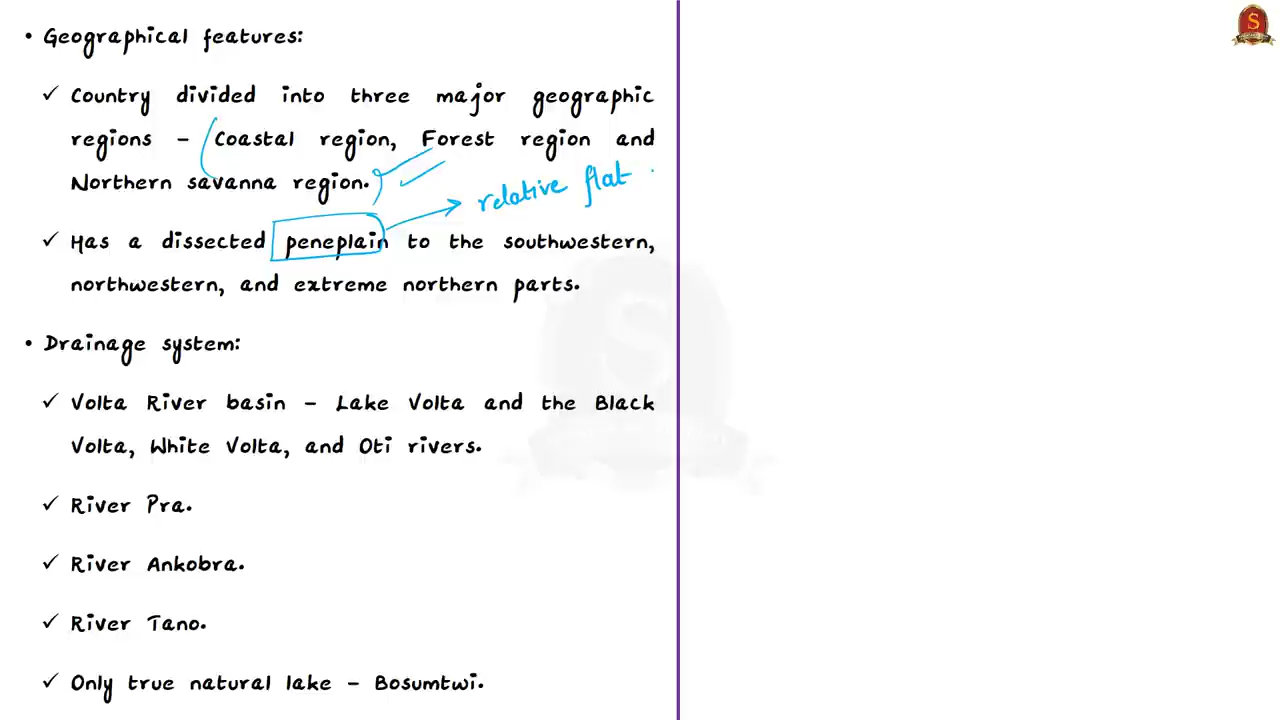 • Geographical features:
✓ Country divided into three major geographic
regions – Coastal region, Forest region and
Northern savanna region.
relative flat
✓ Has a dissected peneplain to the southwestern,
northwestern, and extreme northern parts.
• Drainage system:
✓ Volta River basin – Lake Volta and the Black
Volta, White Volta, and Oti rivers.
✓ River Pra.
✓ River Ankobra.
✓ River Tano.
✓ Only true natural lake – Bosumtwi.
S